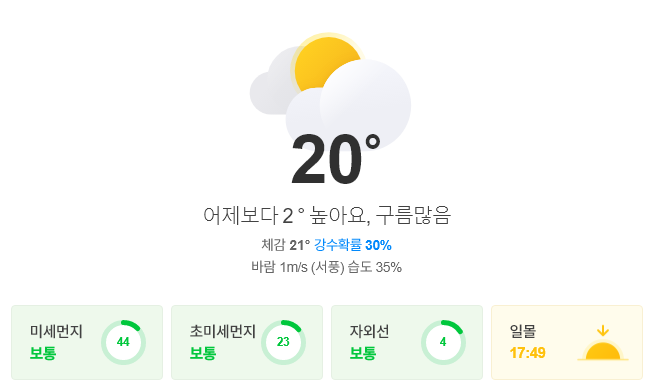 20°
어제보다 2° 높아요, 구름많음
체감 21° 강수확률 30%
바람 1m/s (서풍) 습도 35%
미세먼지
보통
44
초미세먼지
보통
23
자외선
보통
4
일몰
17:49